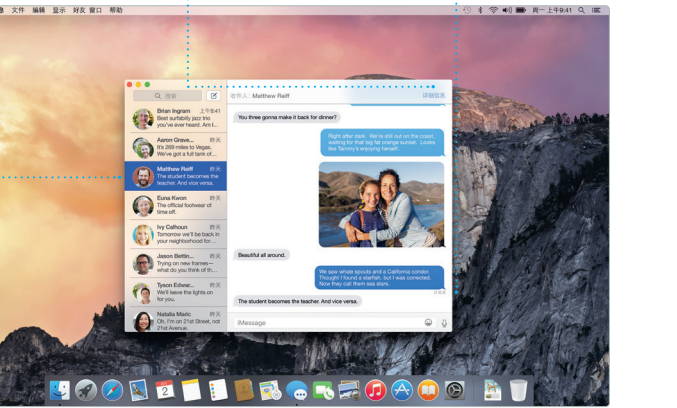 文件 编辑 显示 好友 窗口 帮助
周一上午9:41
搜索
收件人：Matthew Reiff
详细信息
Brian Ingram 上午9:41
Best surfabily jazz trio
you've ever heard. Am I...
Aaron Grave... 昨天
It's 269 miles to Vegas.
We've got a full tank of...
Matthew Reiff 昨天
The student becomes the
teacher. And vice versa.
Euna Kwon 昨天
The official footwear of
time off.
Ivy Calhoun 昨天
Tomorrow we'll be back in
your neighborhood for...
Jason Bettin... 昨天
Trying on new frames—
what do you think of th...
Tyson Edwar... 昨天
We'll leave the lights on
for you.
Natalia Maric 昨天
Oh, I'm on 21st Street, not
21st Avenue.
You three gonna make it back for dinner?
Right after dark. We're still out on the coast,
waiting for that big fat orange sunset. Looks
like Tammy's enjoying herself.
Beautiful all around.
We saw whale spouts and a California condor.
Thought I found a starfish, but I was corrected.
Now they call them sea stars.
The student becomes the teacher. And vice versa.
iMessage
2